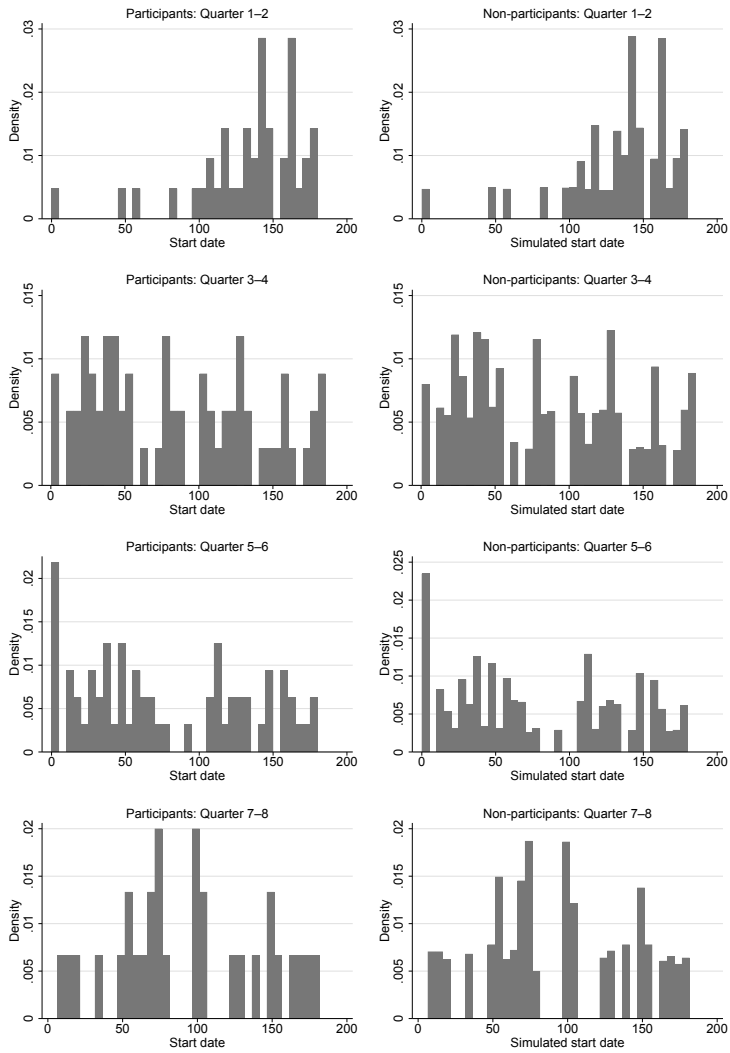 Participants: Quarter 1–2
Density
0 .01 .02 .03
0 50 100 150 200
Start date
Non-participants: Quarter 1–2
Density
0 .01 .02 .03
0 50 100 150 200
Simulated start date
Participants: Quarter 3–4
Density
0 .005 .01 .015
0 50 100 150 200
Start date
Non-participants: Quarter 3–4
Density
0 .005 .01 .015
0 50 100 150 200
Simulated start date
Participants: Quarter 5–6
Density
0 .005 .01 .015 .02
0 50 100 150 200
Start date
Non-participants: Quarter 5–6
Density
0 .005 .01 .015 .02 .025
0 50 100 150 200
Simulated start date
Participants: Quarter 7–8
Density
0 .005 .01 .015 .02
0 50 100 150 200
Start date
Non-participants: Quarter 7–8
Density
0 .005 .01 .015 .02
0 50 100 150 200
Simulated start date